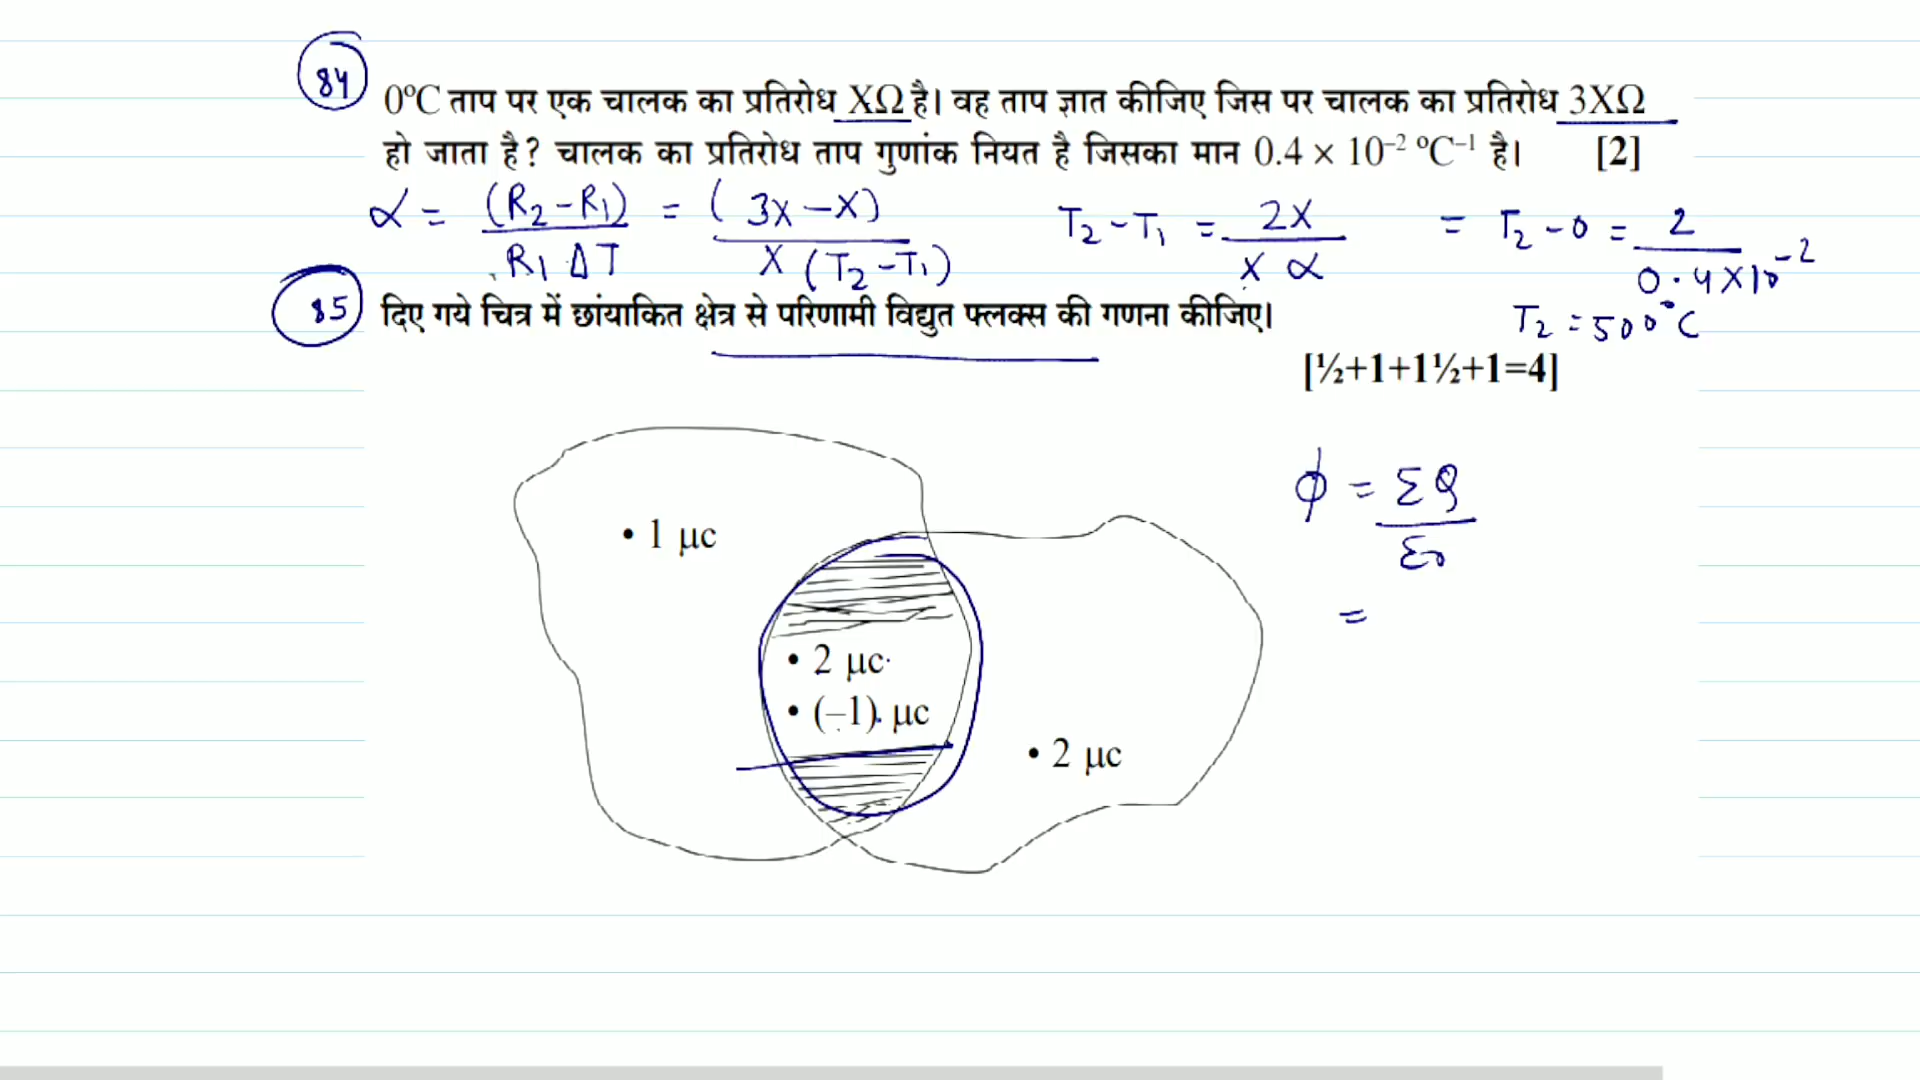 84
0ºC ताप पर एक चालक का प्रतिरोध XΩ है। वह ताप ज्ञात कीजिए जिस पर चालक का प्रतिरोध 3XΩ
हो जाता है? चालक का प्रतिरोध ताप गुणांक नियत है जिसका मान 0.4 × 10⁻² ºC⁻¹ है। [2]
α = (R₂ – R₁) / R₁ ΔT = (3X – X) / X (T₂ – T₁) T₂ – T₁ = 2X / X α = T₂ – 0 = 2 / 0.4 X 10⁻²
T₂ = 500°C
85 दिए गये चित्र में छांयाकित क्षेत्र से परिणामी विद्युत फ्लक्स की गणना कीजिए।
[½+1+1½+1=4]
ϕ = ΣQ / ε₀
=
• 1 μc
• 2 μc
• (–1) μc
• 2 μc